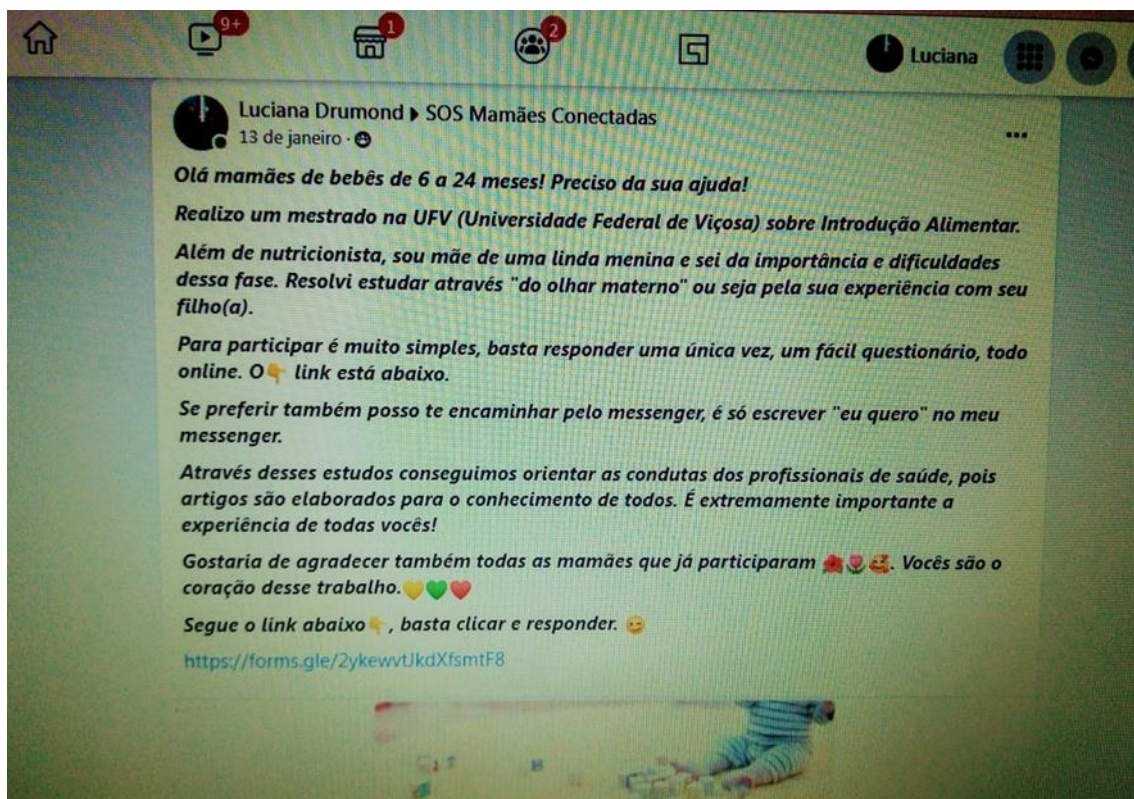 9+
1
2
Luciana
Luciana Drumond ▸ SOS Mamães Conectadas
13 de janeiro ·
...
Olá mamães de bebês de 6 a 24 meses! Preciso da sua ajuda!
Realizo um mestrado na UFV (Universidade Federal de Viçosa) sobre Introdução Alimentar.
Além de nutricionista, sou mãe de uma linda menina e sei da importância e dificuldades
dessa fase. Resolvi estudar através "do olhar materno" ou seja pela sua experiência com seu
filho(a).
Para participar é muito simples, basta responder uma única vez, um fácil questionário, todo
online. O👇 link está abaixo.
Se preferir também posso te encaminhar pelo messenger, é só escrever "eu quero" no meu
messenger.
Através desses estudos conseguimos orientar as condutas dos profissionais de saúde, pois
artigos são elaborados para o conhecimento de todos. É extremamente importante a
experiência de todas vocês!
Gostaria de agradecer também todas as mamães que já participaram 🌺🌷🥰. Vocês são o
coração desse trabalho.💛💚❤️
Segue o link abaixo👇, basta clicar e responder. 😉
https://forms.gle/2ykewvtJkdXfsmtF8